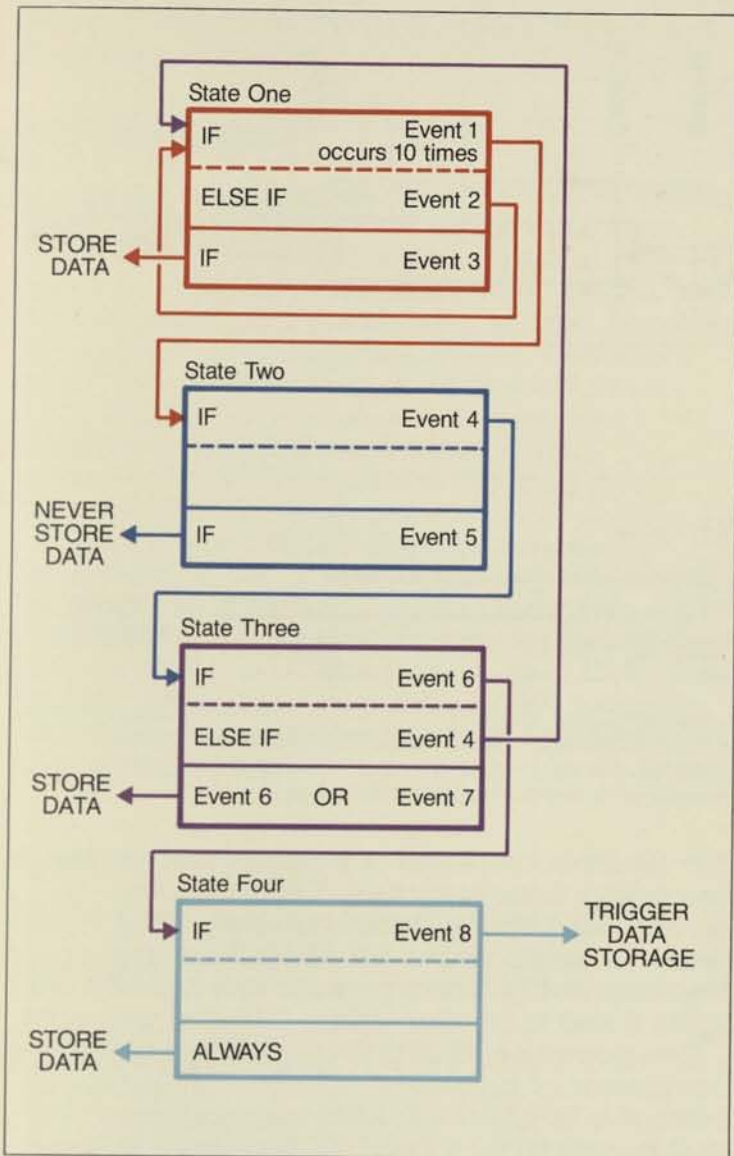 State One
IF Event 1
occurs 10 times
ELSE IF Event 2
STORE
DATA
IF Event 3
State Two
IF Event 4
NEVER
STORE
DATA
IF Event 5
State Three
IF Event 6
ELSE IF Event 4
STORE
DATA
Event 6 OR Event 7
State Four
IF Event 8
TRIGGER
DATA
STORAGE
STORE
DATA
ALWAYS